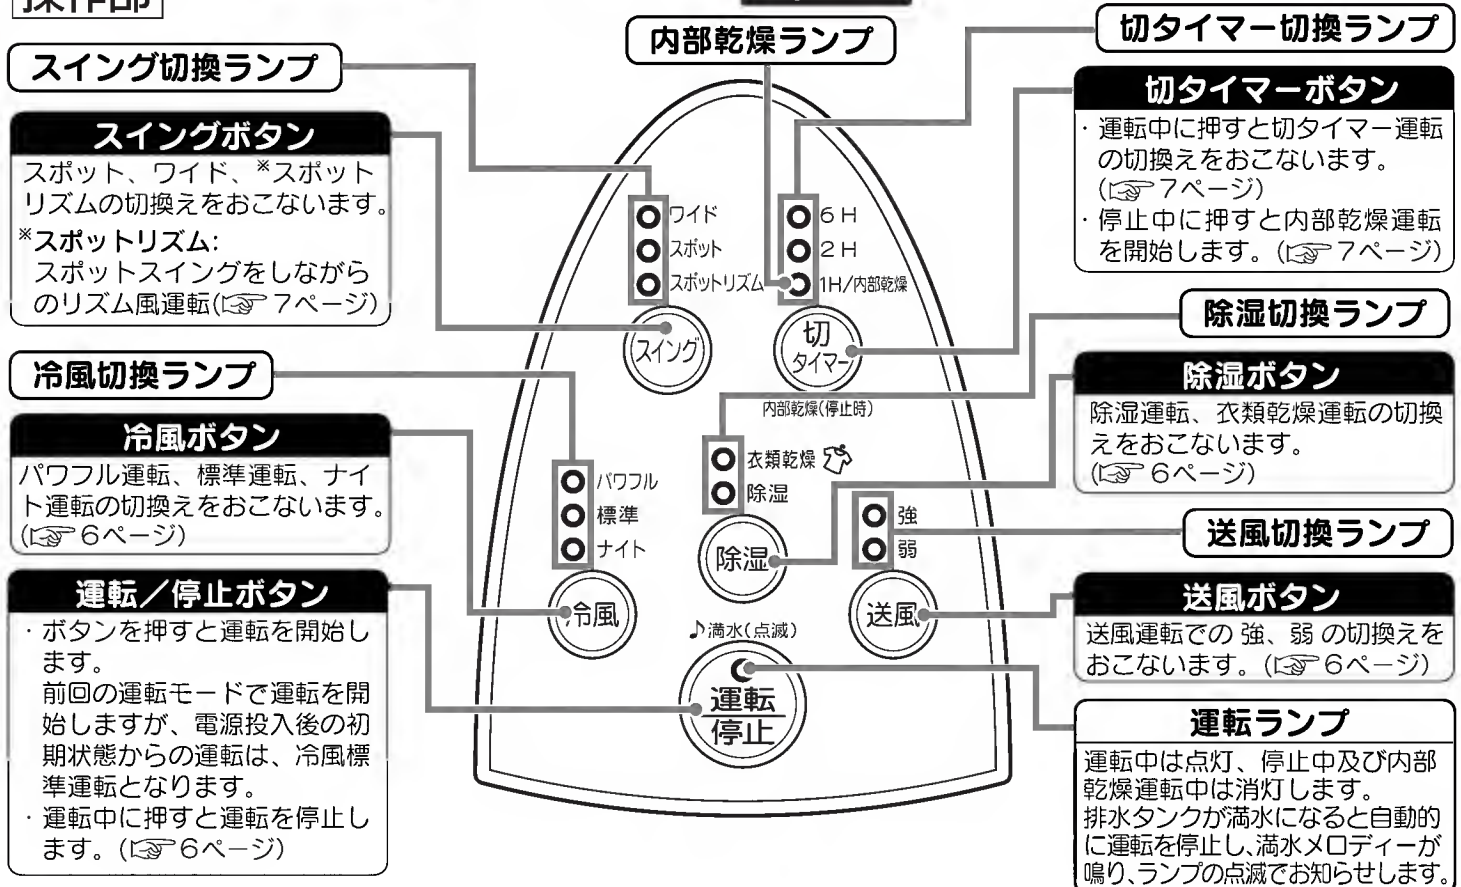 操作部
スイング切換ランプ
スイングボタン
スポット、ワイド、※スポット
リズムの切換えをおこないます。
※スポットリズム:
スポットスイングをしながら
のリズム風運転(☞7ページ)
冷風切換ランプ
冷風ボタン
パワフル運転、標準運転、ナイ
ト運転の切換えをおこないます。
(☞6ページ)
運転／停止ボタン
・ボタンを押すと運転を開始し
ます。
前回の運転モードで運転を開
始しますが、電源投入後の初
期状態からの運転は、冷風標
準運転となります。
・運転中に押すと運転を停止し
ます。(☞6ページ)
内部乾燥ランプ
ワイド
スポット
スポットリズム
スイング
6H
2H
1H/内部乾燥
切
タイマー
内部乾燥(停止時)
衣類乾燥
除湿
除湿
パワフル
標準
ナイト
冷風
強
弱
送風
♪満水(点滅)
運転
停止
切タイマー切換ランプ
切タイマーボタン
・運転中に押すと切タイマー運転
の切換えをおこないます。
(☞7ページ)
・停止中に押すと内部乾燥運転
を開始します。(☞7ページ)
除湿切換ランプ
除湿ボタン
除湿運転、衣類乾燥運転の切換
えをおこないます。
(☞6ページ)
送風切換ランプ
送風ボタン
送風運転での 強、弱 の切換えを
おこないます。(☞6ページ)
運転ランプ
運転中は点灯、停止中及び内部
乾燥運転中は消灯します。
排水タンクが満水になると自動的
に運転を停止し、満水メロディーが
鳴り、ランプの点滅でお知らせします。